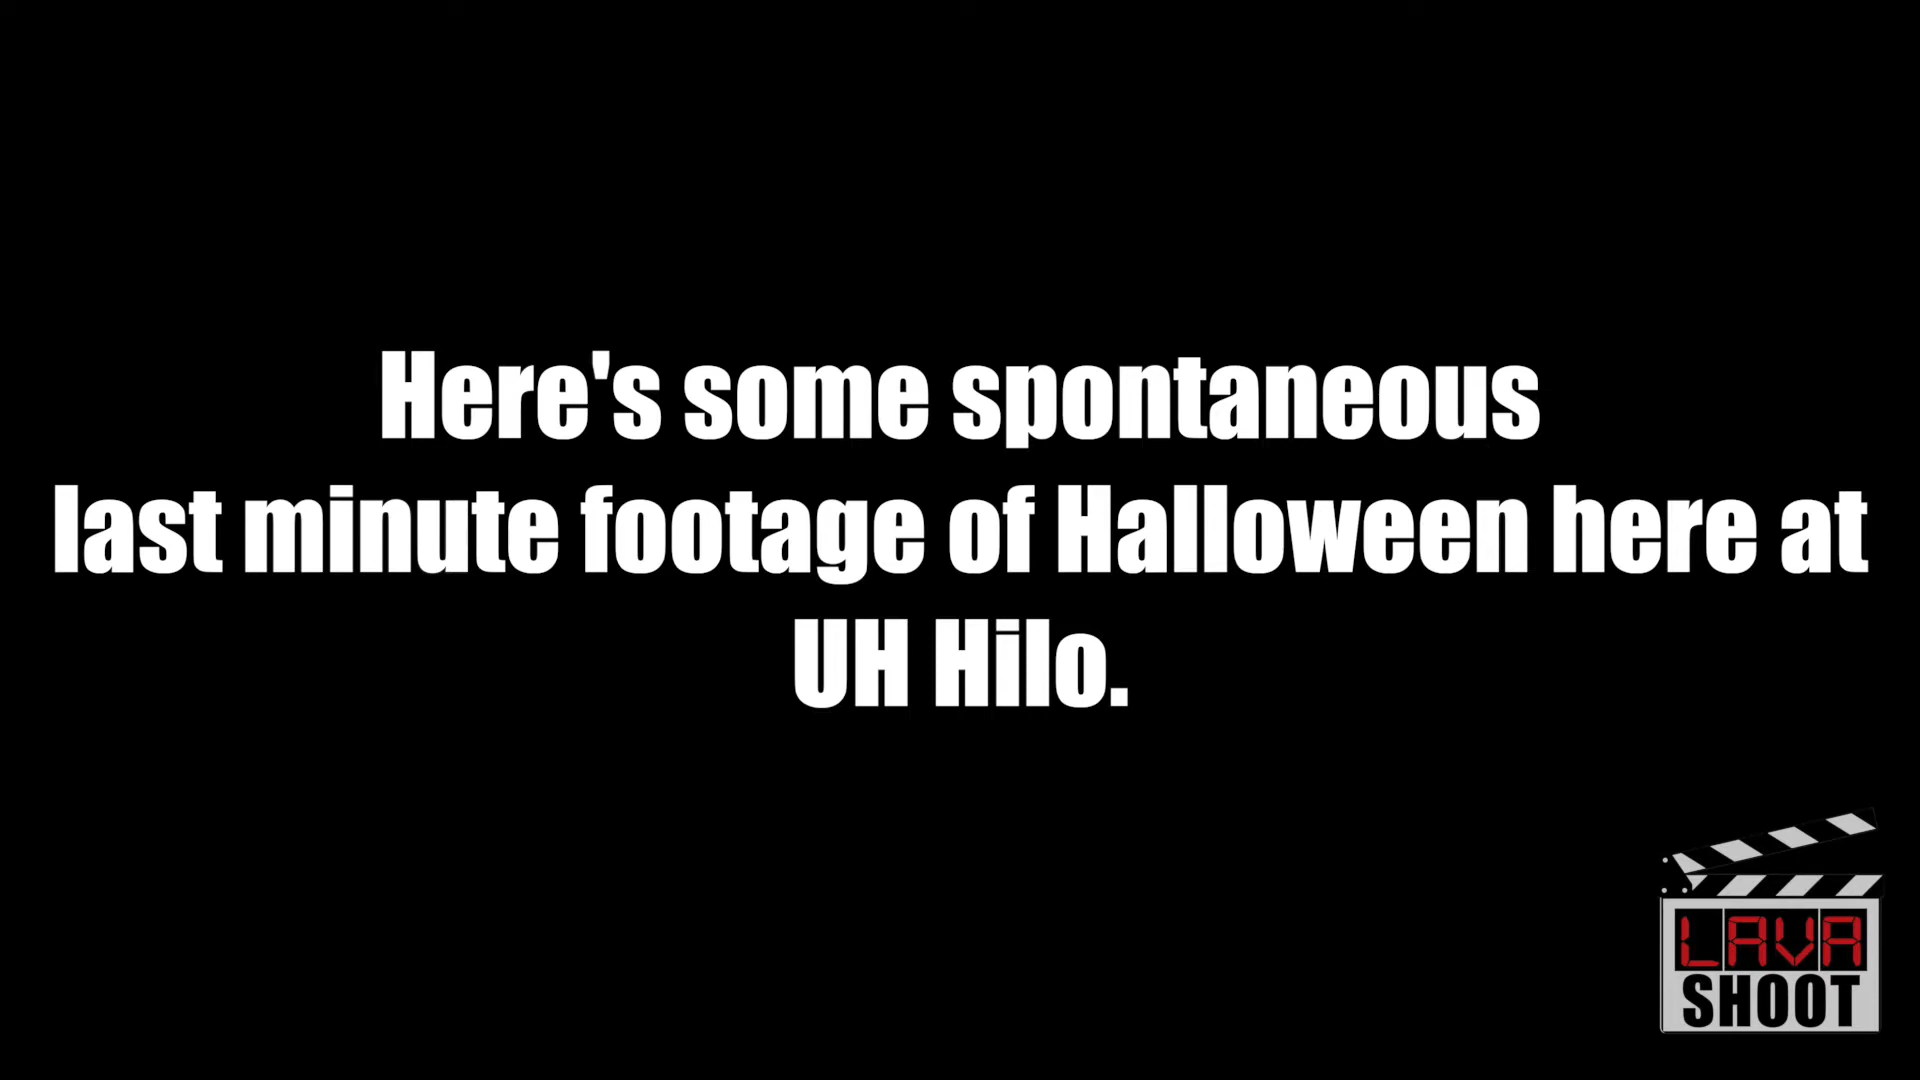 Here's some spontaneous
last minute footage of Halloween here at
UH Hilo.
LAVA
SHOOT